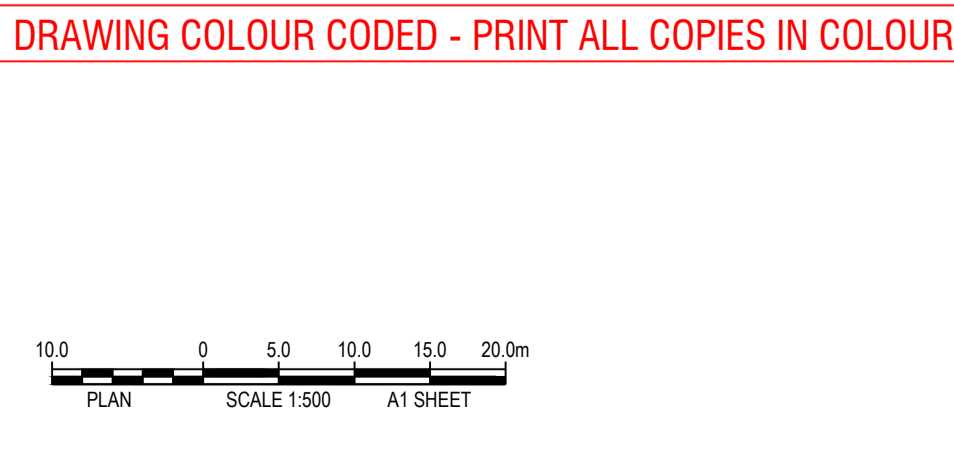 DRAWING COLOUR CODED - PRINT ALL COPIES IN COLOUR
10.0 0 5.0 10.0 15.0 20.0m
PLAN SCALE 1:500 A1 SHEET